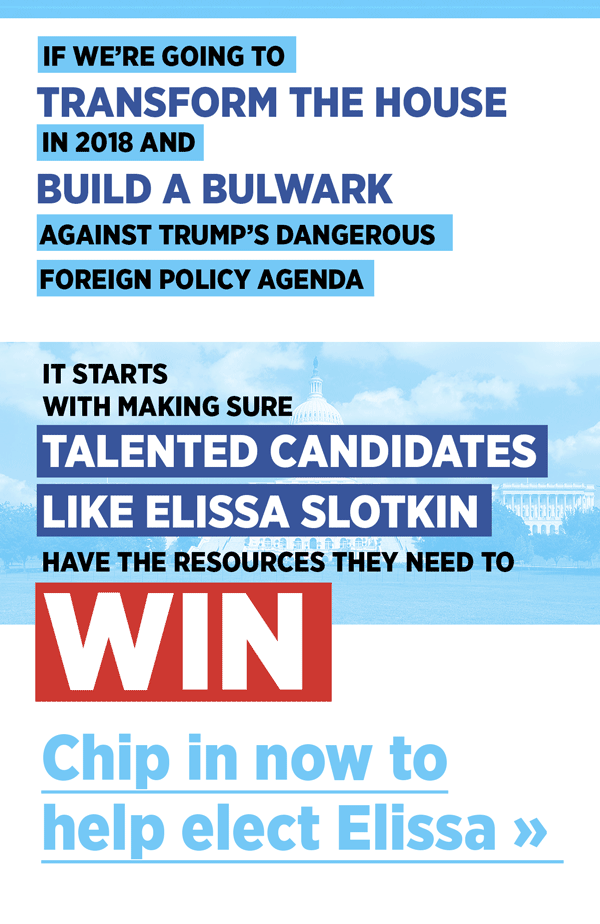 IF WE'RE GOING TO
TRANSFORM THE HOUSE
IN 2018 AND
BUILD A BULWARK
AGAINST TRUMP'S DANGEROUS
FOREIGN POLICY AGENDA
IT STARTS
WITH MAKING SURE
TALENTED CANDIDATES
LIKE ELISSA SLOTKIN
HAVE THE RESOURCES THEY NEED TO
WIN
Chip in now to
help elect Elissa »